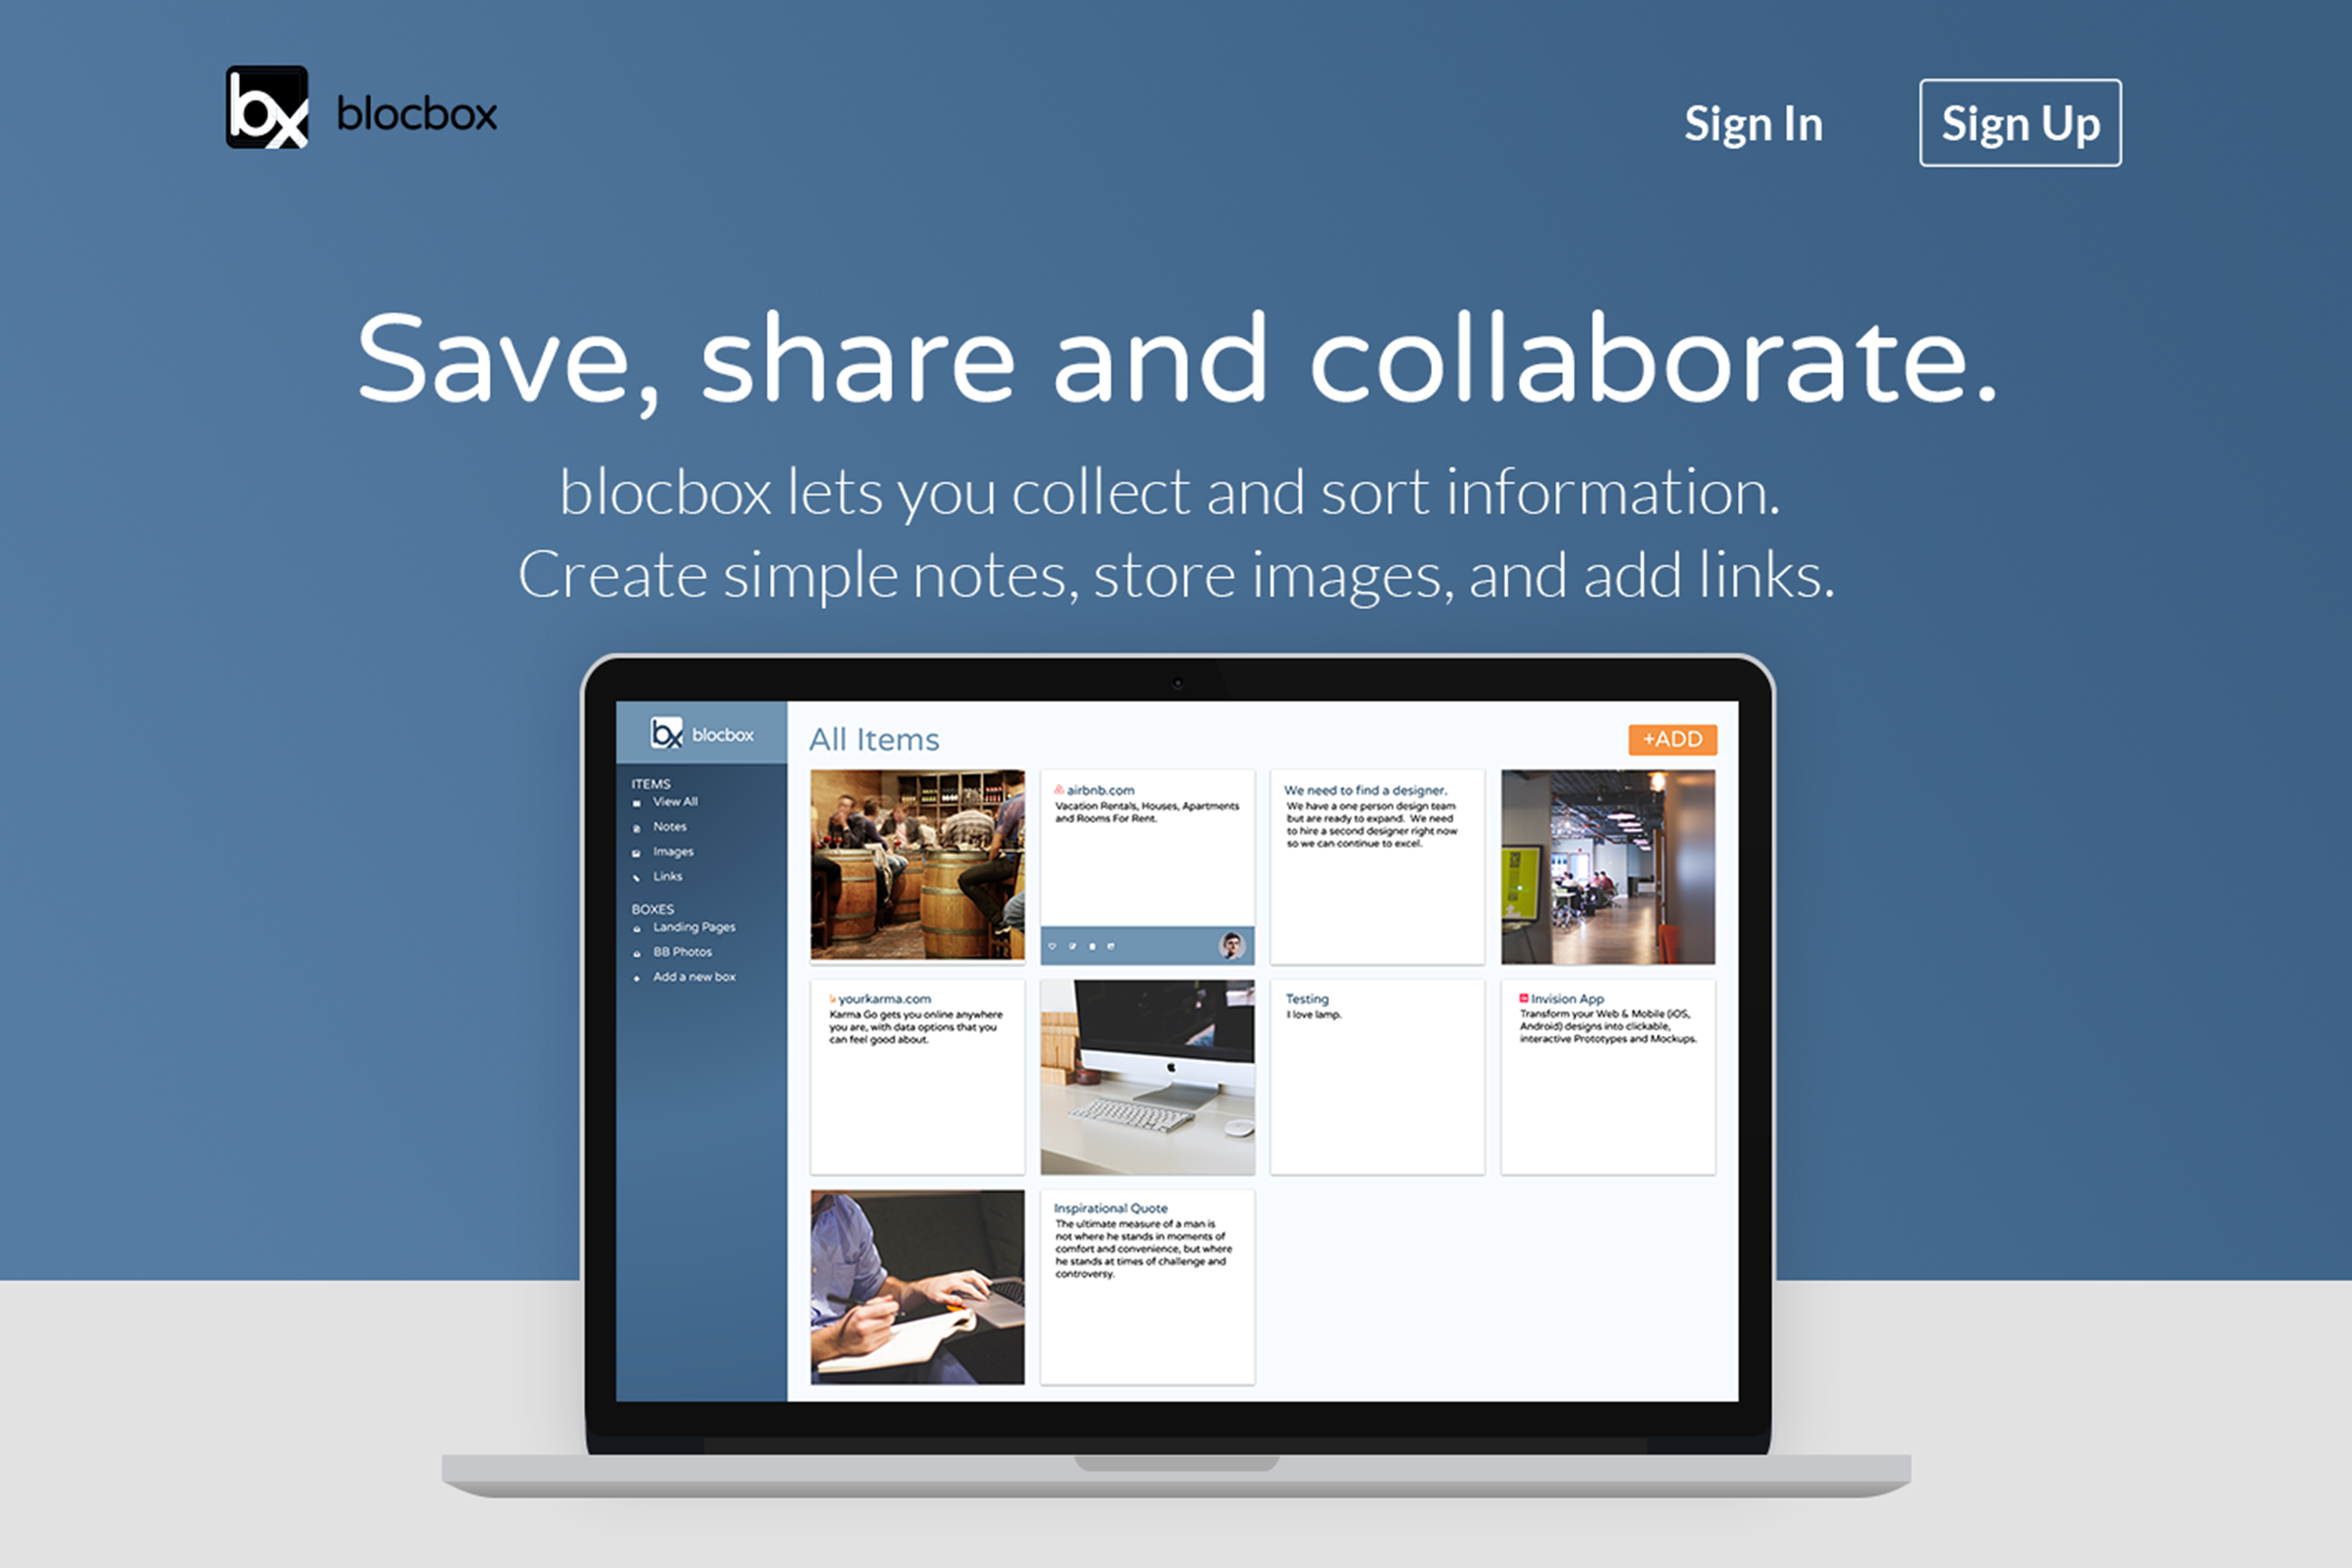 bx blocbox
Sign In
Sign Up
Save, share and collaborate.
blocbox lets you collect and sort information.
Create simple notes, store images, and add links.
bx blocbox
ITEMS
View All
Notes
Images
Links
BOXES
Landing Pages
BB Photos
Add a new box
All Items
+ADD
airbnb.com
Vacation Rentals, Houses, Apartments
and Rooms For Rent.
We need to find a designer.
We have a one person design team
but are ready to expand. We need
to hire a second designer right now
so we can continue to excel.
yourkarma.com
Karma Go gets you online anywhere
you are, with data options that you
can feel good about.
Testing
I love lamp.
Invision App
Transform your Web & Mobile (iOS,
Android) designs into clickable,
interactive Prototypes and Mockups.
Inspirational Quote
The ultimate measure of a man is
not where he stands in moments of
comfort and convenience, but where
he stands at times of challenge and
controversy.